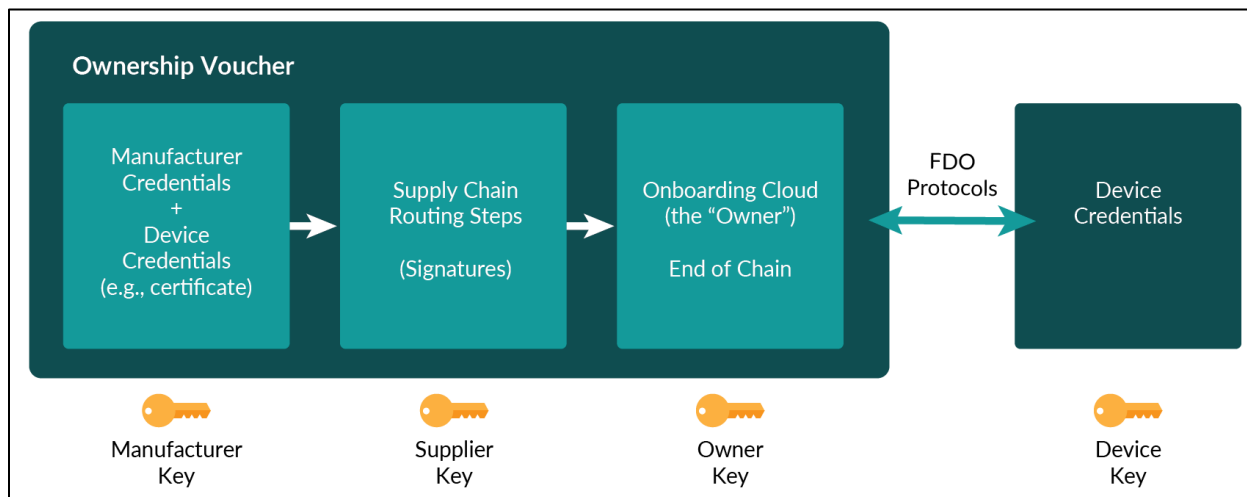 Ownership Voucher
Manufacturer
Credentials
+
Device
Credentials
(e.g., certificate)
Supply Chain
Routing Steps
(Signatures)
Onboarding Cloud
(the “Owner”)
End of Chain
FDO
Protocols
Device
Credentials
Manufacturer
Key
Supplier
Key
Owner
Key
Device
Key